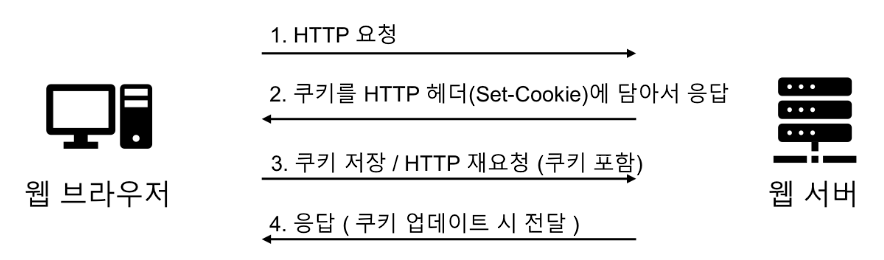 1. HTTP 요청
2. 쿠키를 HTTP 헤더(Set-Cookie)에 담아서 응답
3. 쿠키 저장 / HTTP 재요청 (쿠키 포함)
4. 응답 ( 쿠키 업데이트 시 전달 )
웹 브라우저
웹 서버